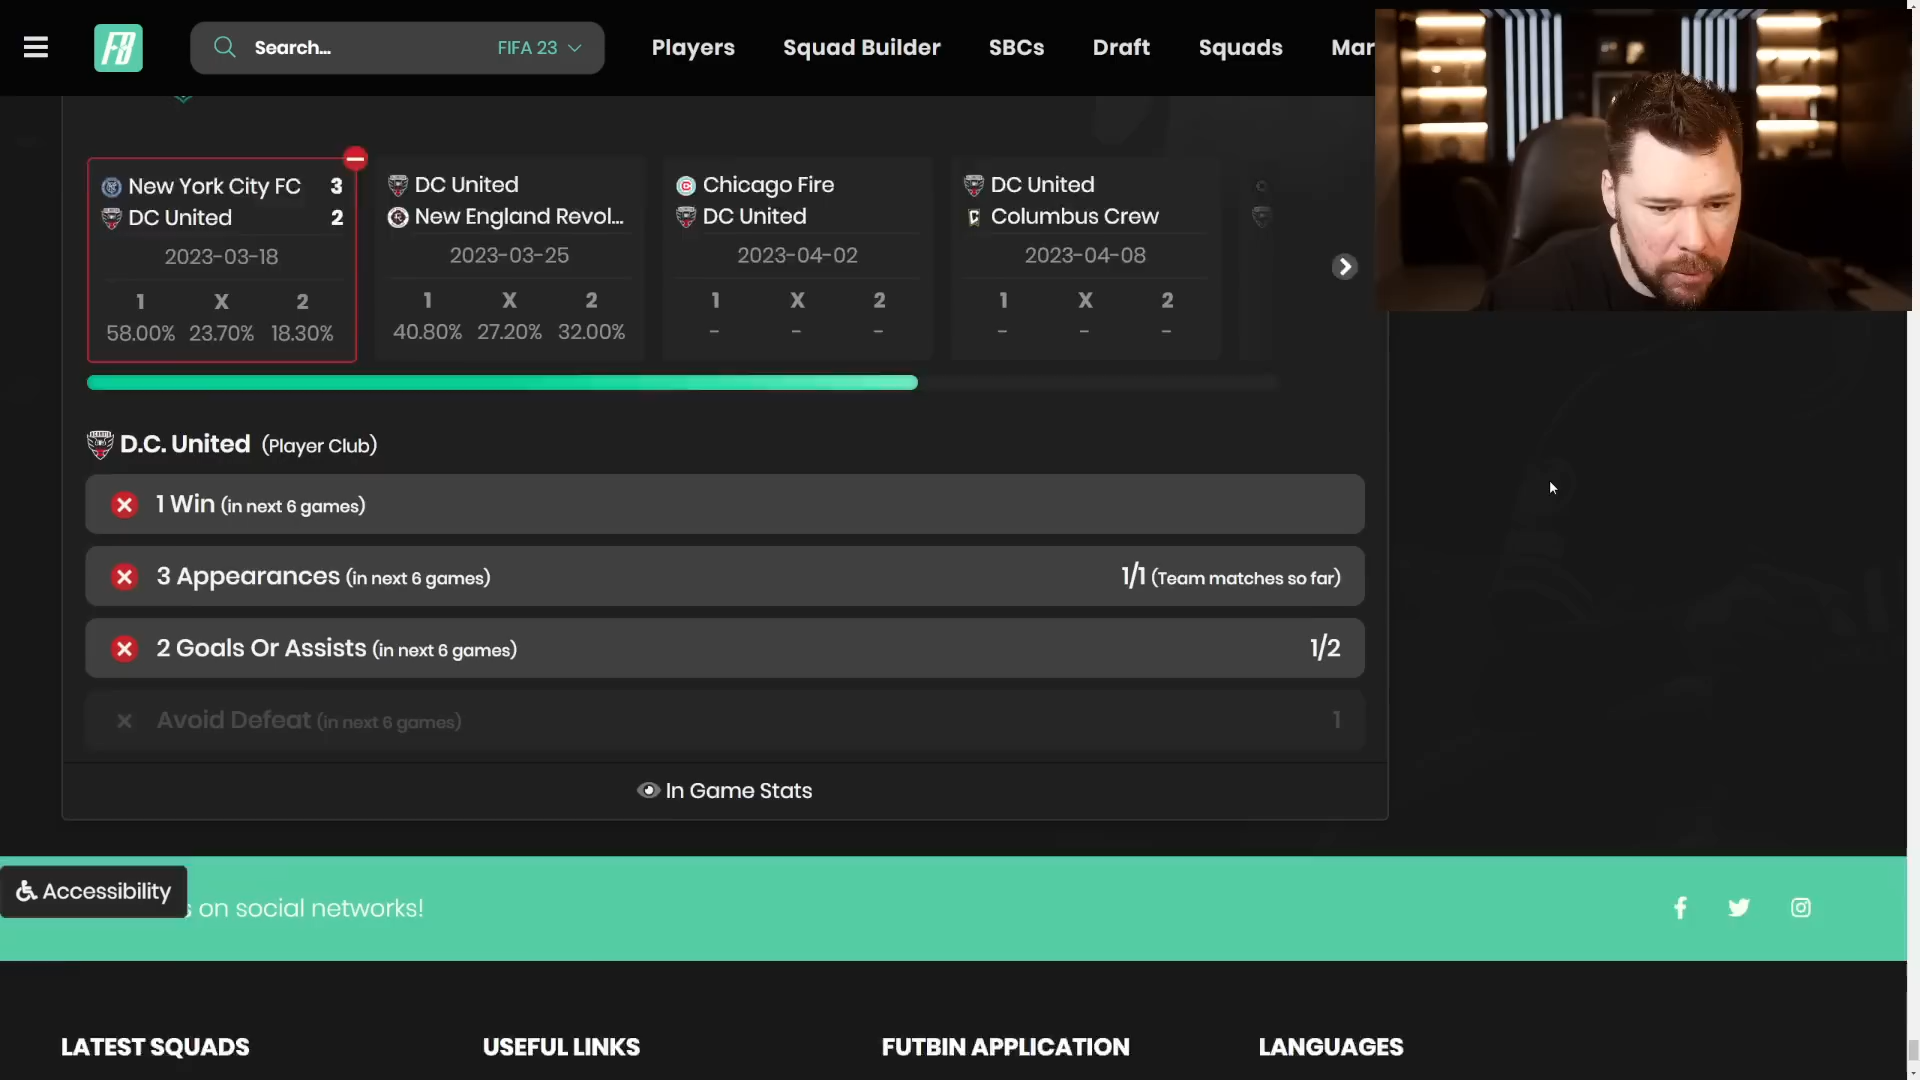 FB
Search...
FIFA 23
Players
Squad Builder
SBCs
Draft
Squads
Mar
New York City FC 3
DC United 2
2023-03-18
1 X 2
58.00% 23.70% 18.30%
DC United
New England Revol...
2023-03-25
1 X 2
40.80% 27.20% 32.00%
Chicago Fire
DC United
2023-04-02
1 X 2
- - -
DC United
Columbus Crew
2023-04-08
1 X 2
- - -
D.C. United (Player Club)
1 Win (in next 6 games)
3 Appearances (in next 6 games) 1/1 (Team matches so far)
2 Goals Or Assists (in next 6 games) 1/2
Avoid Defeat (in next 6 games) 1
In Game Stats
Accessibility
s on social networks!
LATEST SQUADS
USEFUL LINKS
FUTBIN APPLICATION
LANGUAGES